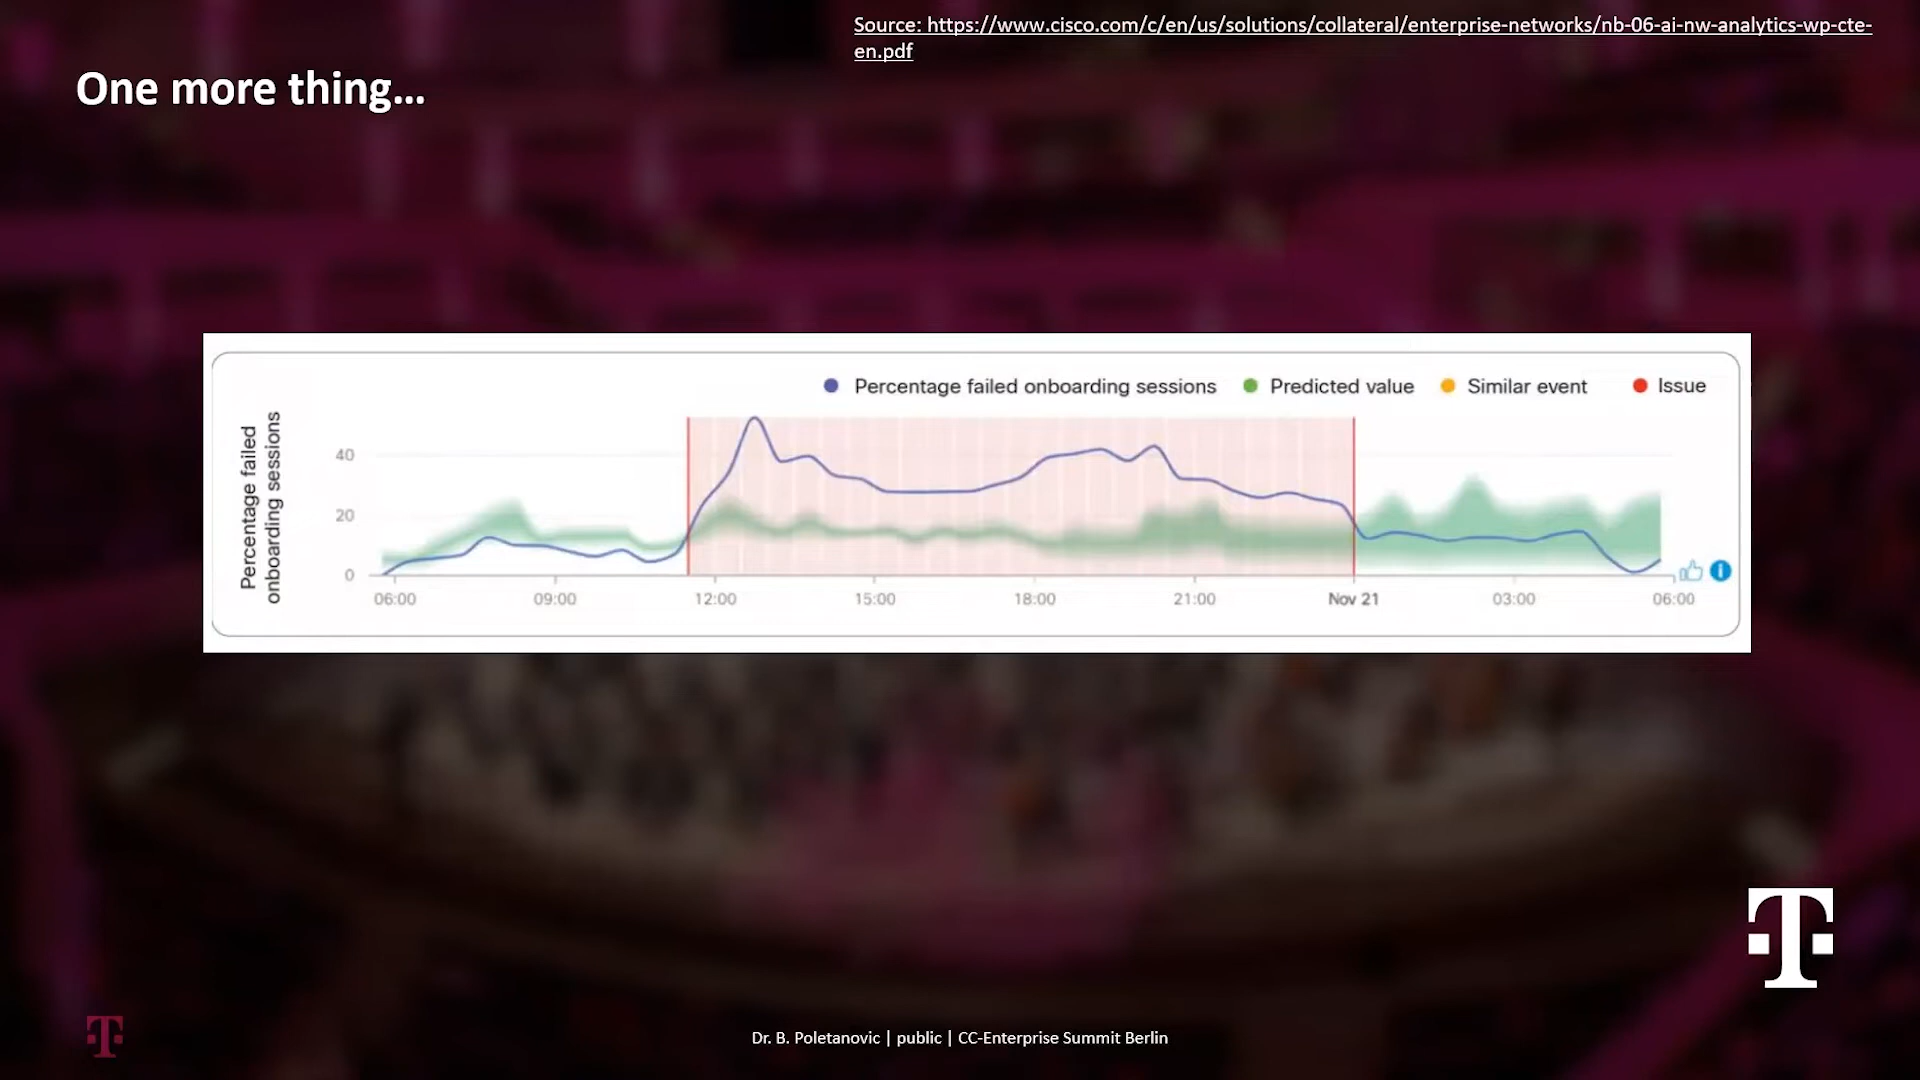 Source: https://www.cisco.com/c/en/us/solutions/collateral/enterprise-networks/nb-06-ai-nw-analytics-wp-cte-
en.pdf
One more thing...
Percentage failed onboarding sessions
Predicted value
Similar event
Issue
Percentage failed
onboarding sessions
40
20
0
06:00
09:00
12:00
15:00
18:00
21:00
Nov 21
03:00
06:00
T
T
Dr. B. Poletanovic | public | CC-Enterprise Summit Berlin